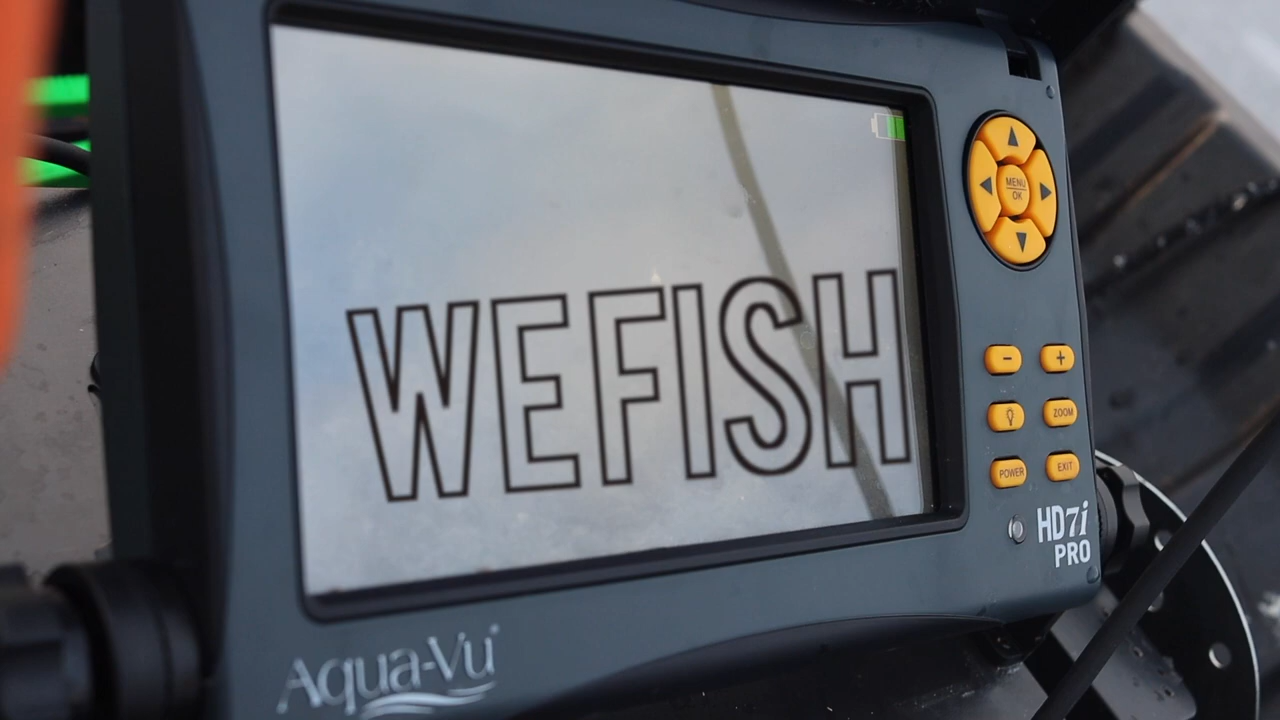 WEFISH
MENU
OK
-
+
ZOOM
POWER
EXIT
HD7i
PRO
Aqua-Vu